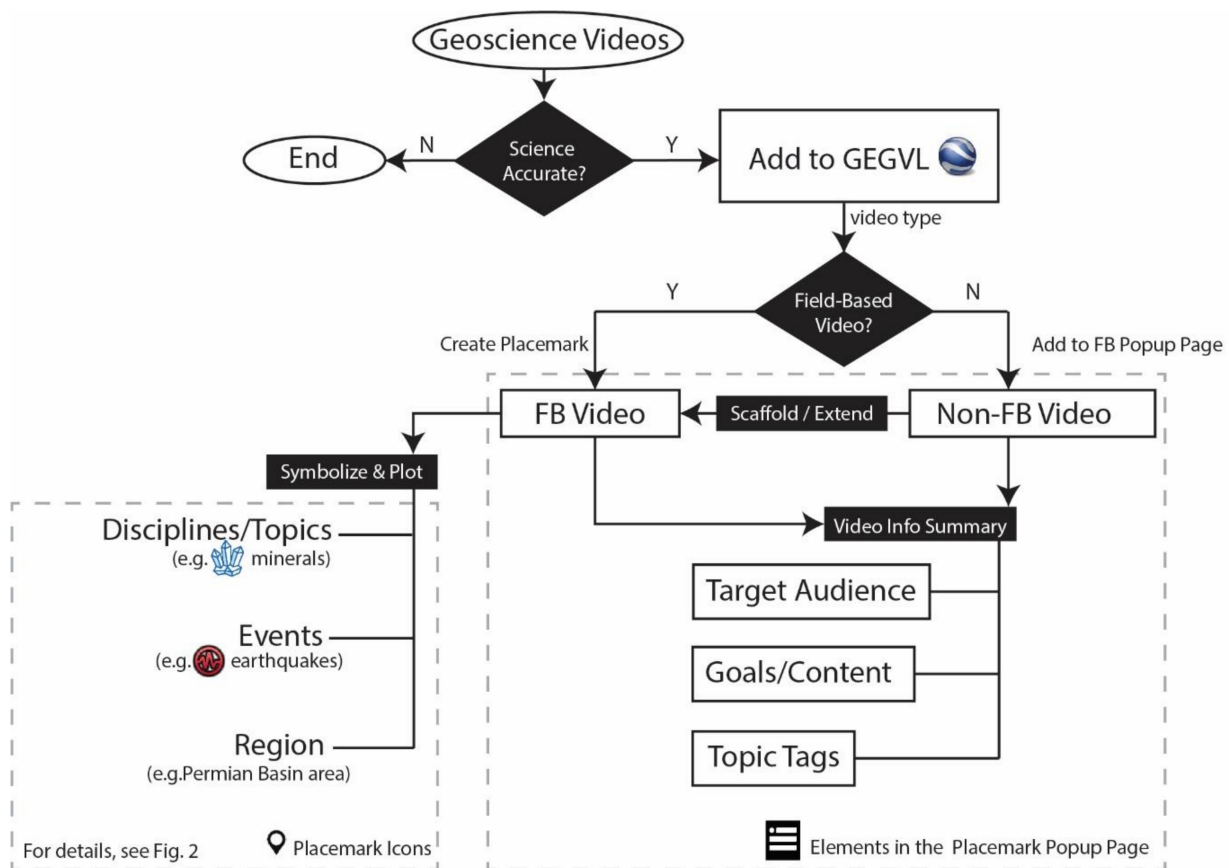 Geoscience Videos
End
N
Science
Accurate?
Y
Add to GEGVL
video type
Y
Field-Based
Video?
N
Create Placemark
Add to FB Popup Page
FB Video
Scaffold / Extend
Non-FB Video
Symbolize & Plot
Video Info Summary
Disciplines/Topics
(e.g. minerals)
Events
(e.g. earthquakes)
Region
(e.g.Permian Basin area)
Target Audience
Goals/Content
Topic Tags
For details, see Fig. 2
Placemark Icons
Elements in the Placemark Popup Page